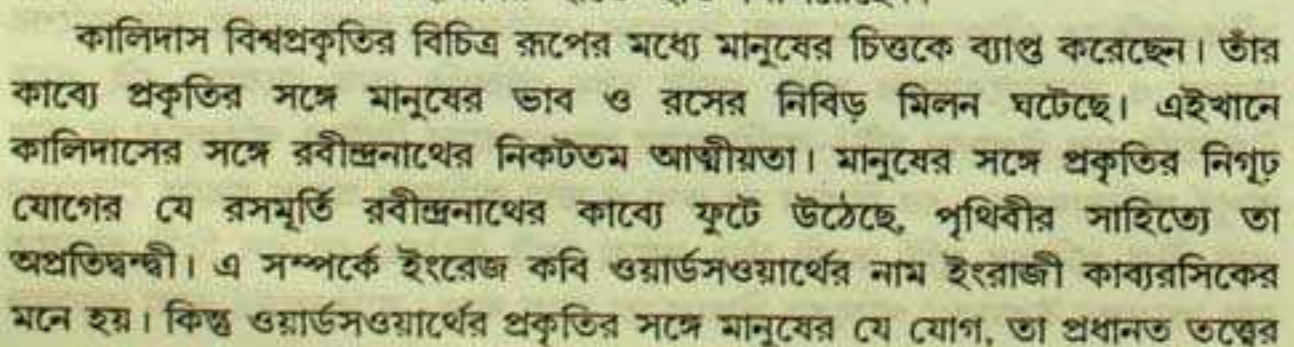 কালিদাস বিশ্বপ্রকৃতির বিচিত্র রূপের মধ্যে মানুষের চিত্তকে ব্যাপ্ত করেছেন। তাঁর
কাব্যে প্রকৃতির সঙ্গে মানুষের ভাব ও রসের নিবিড় মিলন ঘটেছে। এইখানে
কালিদাসের সঙ্গে রবীন্দ্রনাথের নিকটতম আত্মীয়তা। মানুষের সঙ্গে প্রকৃতির নিগূঢ়
যোগের যে রসমূর্তি রবীন্দ্রনাথের কাব্যে ফুটে উঠেছে, পৃথিবীর সাহিত্যে তা
অপ্রতিদ্বন্দ্বী। এ সম্পর্কে ইংরেজ কবি ওয়ার্ডসওয়ার্থের নাম ইংরাজী কাব্যরসিকের
মনে হয়। কিন্তু ওয়ার্ডসওয়ার্থের প্রকৃতির সঙ্গে মানুষের যে যোগ, তা প্রধানত তত্ত্বের